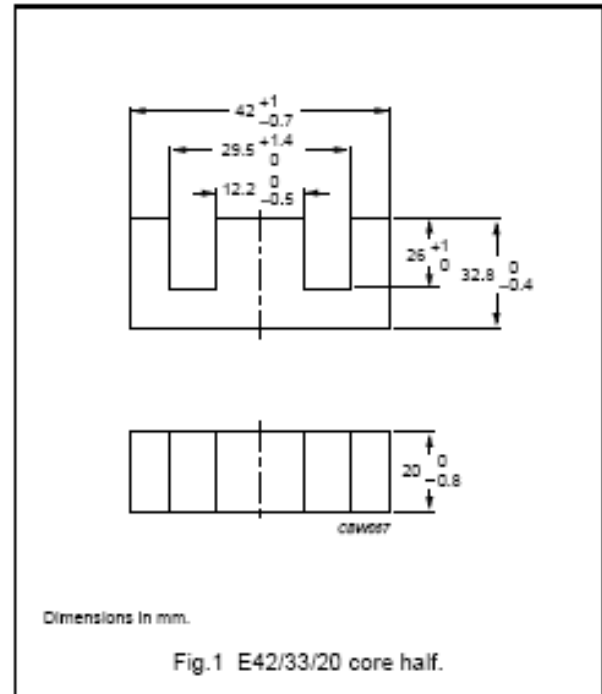 42 +1 −0.7
29.5 +1.4 0
12.2 0 −0.5
26 +1 0
32.8 0 −0.4
20 0 −0.8
CBW067
Dimensions in mm.
Fig.1 E42/33/20 core half.